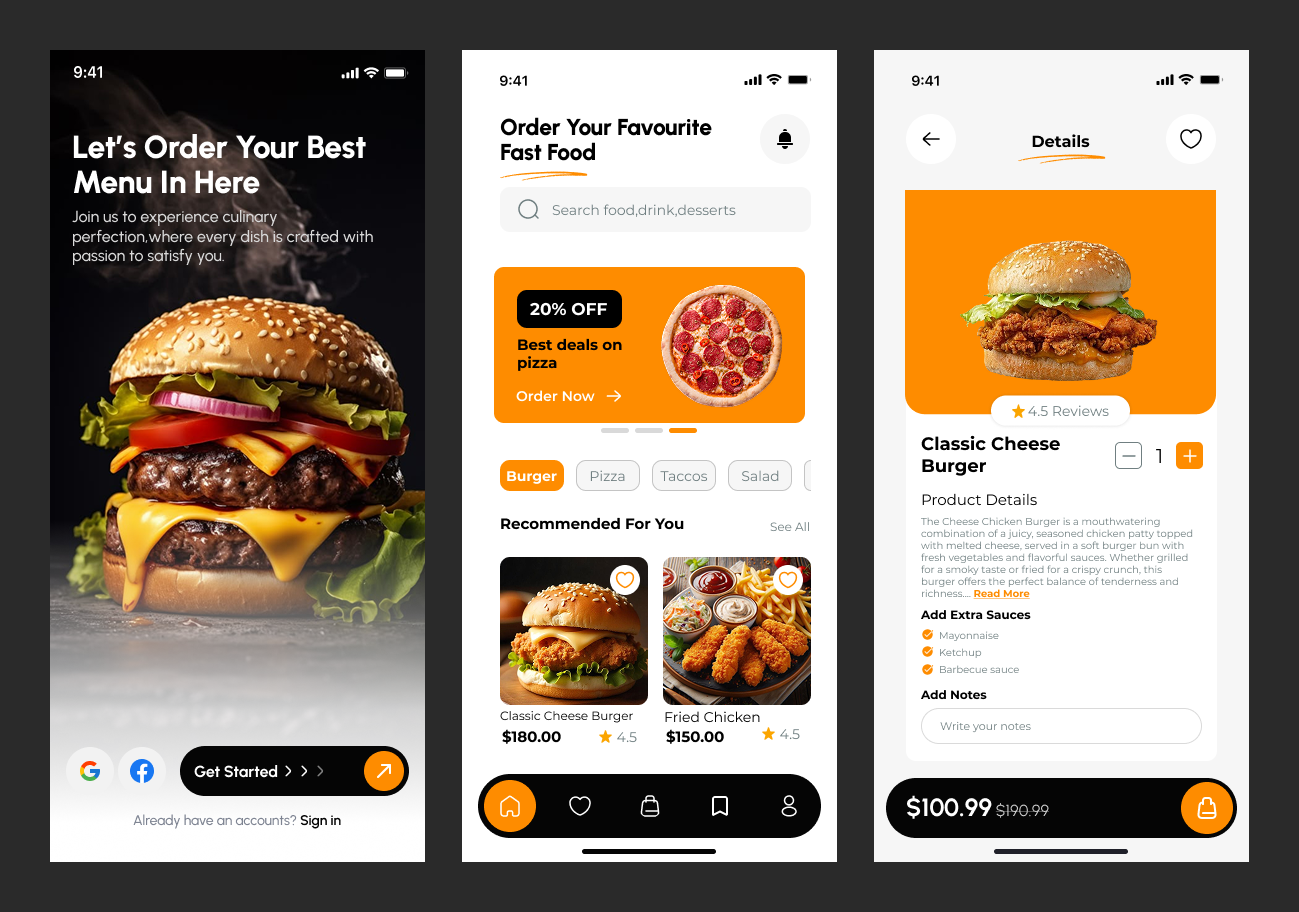 9:41
Let's Order Your Best
Menu In Here
Join us to experience culinary
perfection,where every dish is crafted with
passion to satisfy you.
Get Started
Already have an accounts? Sign in
9:41
Order Your Favourite
Fast Food
Search food,drink,desserts
20% OFF
Best deals on
pizza
Order Now
Burger
Pizza
Taccos
Salad
Recommended For You
See All
Classic Cheese Burger
$180.00
4.5
Fried Chicken
$150.00
4.5
9:41
Details
4.5 Reviews
Classic Cheese
Burger
1
Product Details
The Cheese Chicken Burger is a mouthwatering
combination of a juicy, seasoned chicken patty topped
with melted cheese, served in a soft burger bun with
fresh vegetables and flavorful sauces. Whether grilled
for a smoky taste or fried for a crispy crunch, this
burger offers the perfect balance of tenderness and
richness... Read More
Add Extra Sauces
Mayonnaise
Ketchup
Barbecue sauce
Add Notes
Write your notes
$100.99 $190.99